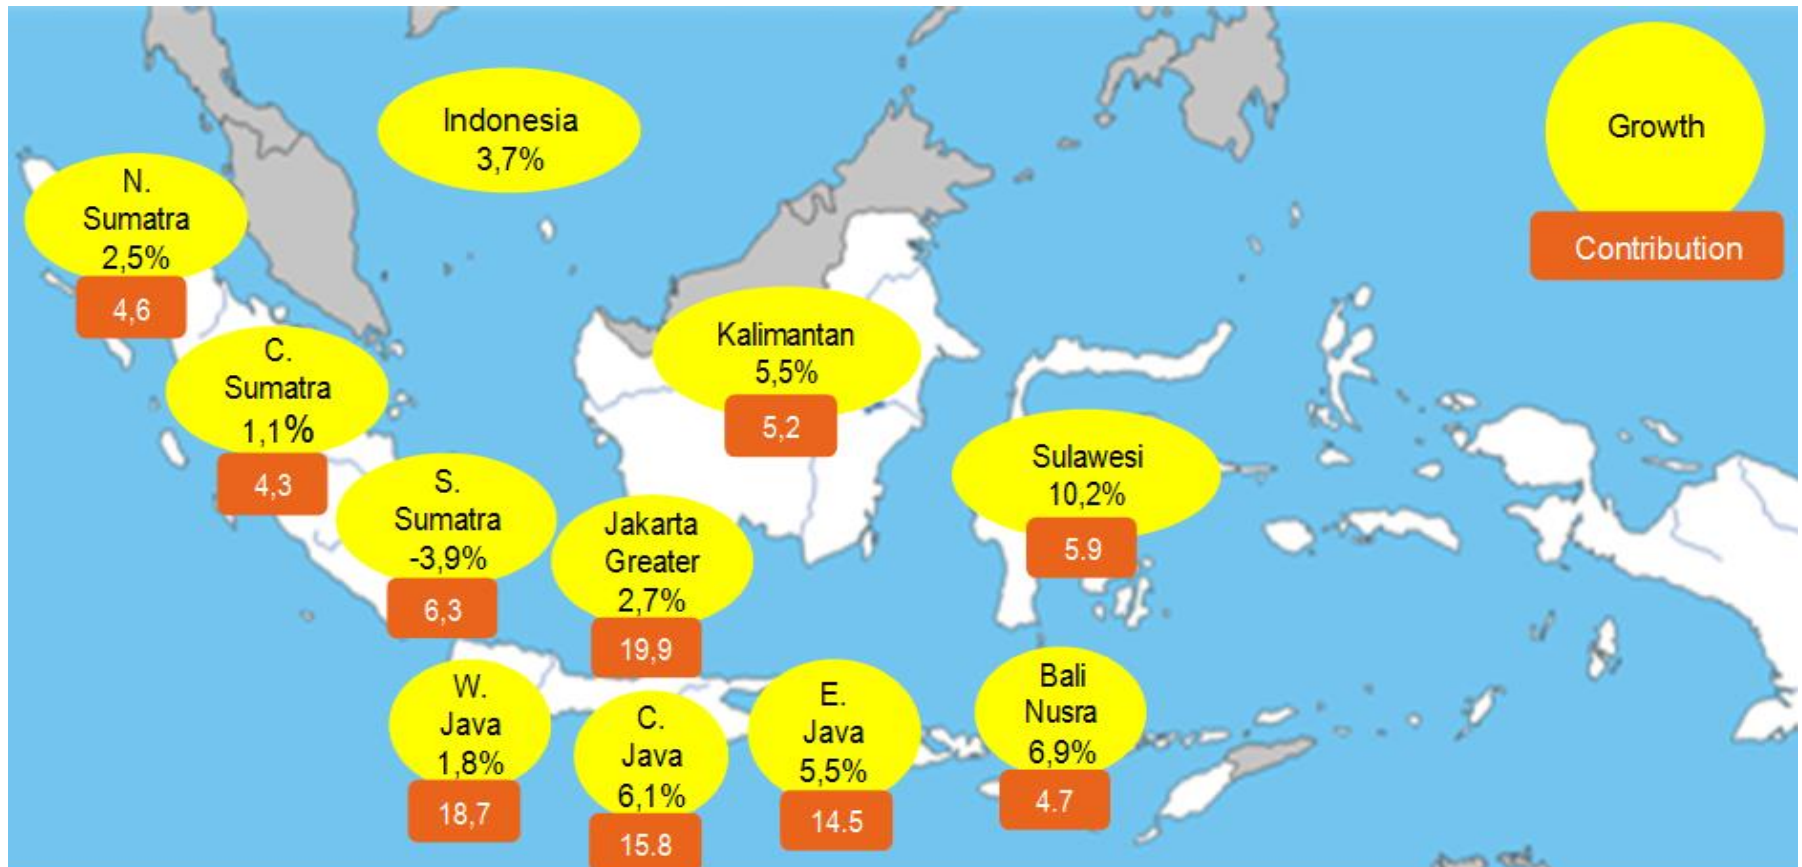 Indonesia
3,7%
Growth
Contribution
N.
Sumatra
2,5%
4,6
C.
Sumatra
1,1%
4,3
S.
Sumatra
-3,9%
6,3
Jakarta
Greater
2,7%
19,9
Kalimantan
5,5%
5,2
Sulawesi
10,2%
5.9
W.
Java
1,8%
18,7
C.
Java
6,1%
15.8
E.
Java
5,5%
14.5
Bali
Nusra
6,9%
4.7